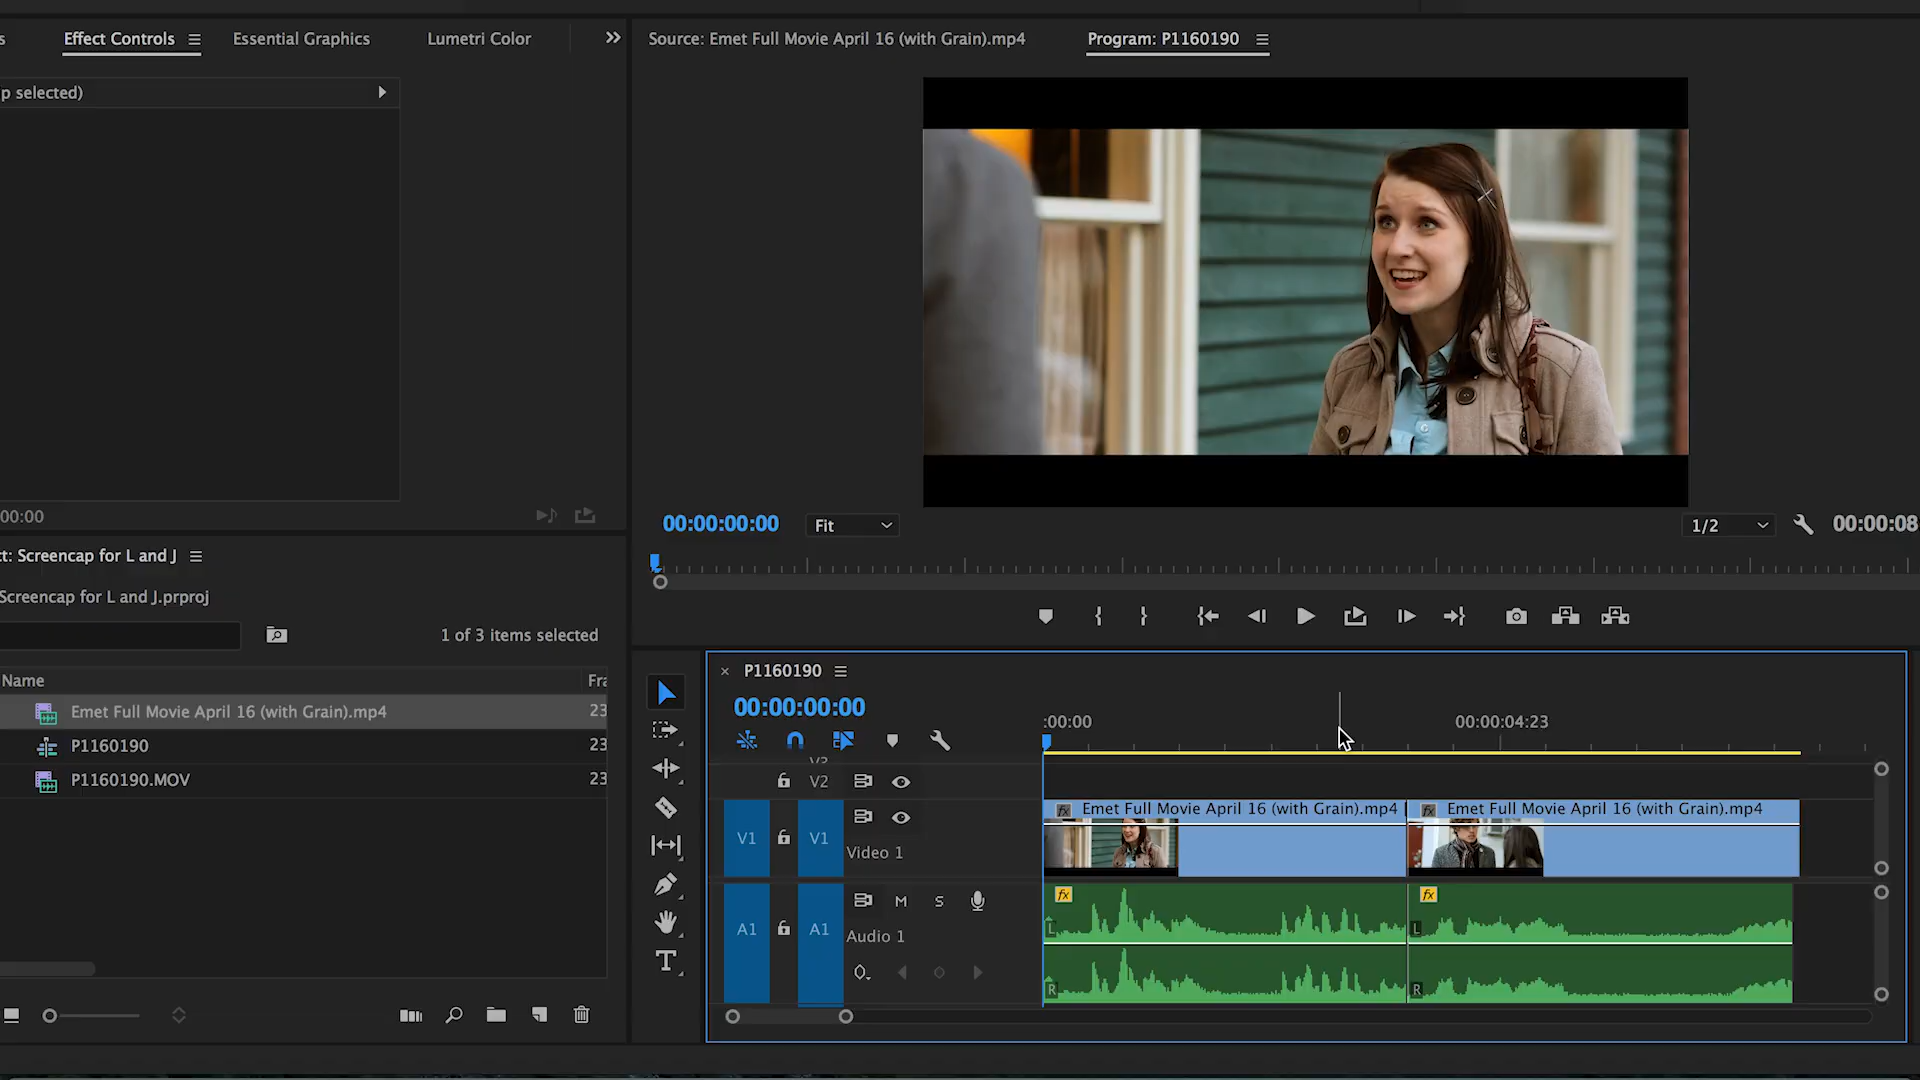 s
Effect Controls
Essential Graphics
Lumetri Color
Source: Emet Full Movie April 16 (with Grain).mp4
Program: P1160190
p selected)
00:00
00:00:00:00
Fit
1/2
00:00:08
ct: Screencap for L and J
Screencap for L and J.prproj
1 of 3 items selected
Name
Fra
Emet Full Movie April 16 (with Grain).mp4
23
P1160190
23
P1160190.MOV
23
P1160190
00:00:00:00
:00:00
00:00:04:23
V3
V2
V1
V1
Video 1
Emet Full Movie April 16 (with Grain).mp4
Emet Full Movie April 16 (with Grain).mp4
A1
A1
M
S
Audio 1
fx
fx
L
L
R
R
T